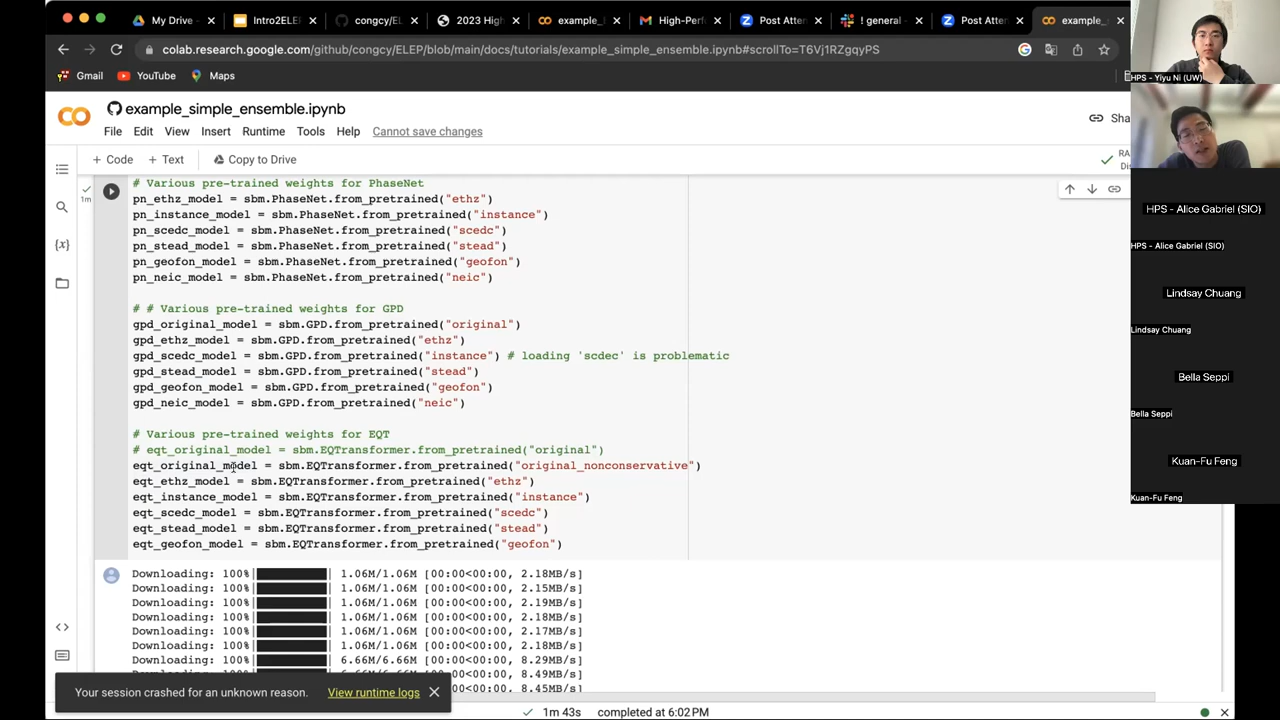 My Drive -
Intro2ELEP
congcy/EL
2023 High
example_
High-Perf
Post Atten
! general -
Post Atten
example_s
colab.research.google.com/github/congcy/ELEP/blob/main/docs/tutorials/example_simple_ensemble.ipynb#scrollTo=T6Vj1RZgqyPS
Gmail YouTube Maps
HPS - Yiyu Ni (UW)
CO example_simple_ensemble.ipynb
File Edit View Insert Runtime Tools Help Cannot save changes
Sha
+ Code + Text Copy to Drive
RA
Di
# Various pre-trained weights for PhaseNet
pn_ethz_model = sbm.PhaseNet.from_pretrained("ethz")
pn_instance_model = sbm.PhaseNet.from_pretrained("instance")
pn_scedc_model = sbm.PhaseNet.from_pretrained("scedc")
pn_stead_model = sbm.PhaseNet.from_pretrained("stead")
pn_geofon_model = sbm.PhaseNet.from_pretrained("geofon")
pn_neic_model = sbm.PhaseNet.from_pretrained("neic")
# # Various pre-trained weights for GPD
gpd_original_model = sbm.GPD.from_pretrained("original")
gpd_ethz_model = sbm.GPD.from_pretrained("ethz")
gpd_scedc_model = sbm.GPD.from_pretrained("instance") # loading 'scdec' is problematic
gpd_stead_model = sbm.GPD.from_pretrained("stead")
gpd_geofon_model = sbm.GPD.from_pretrained("geofon")
gpd_neic_model = sbm.GPD.from_pretrained("neic")
# Various pre-trained weights for EQT
# eqt_original_model = sbm.EQTransformer.from_pretrained("original")
eqt_original_model = sbm.EQTransformer.from_pretrained("original_nonconservative")
eqt_ethz_model = sbm.EQTransformer.from_pretrained("ethz")
eqt_instance_model = sbm.EQTransformer.from_pretrained("instance")
eqt_scedc_model = sbm.EQTransformer.from_pretrained("scedc")
eqt_stead_model = sbm.EQTransformer.from_pretrained("stead")
eqt_geofon_model = sbm.EQTransformer.from_pretrained("geofon")
1m
{x}
Downloading: 100%| | 1.06M/1.06M [00:00<00:00, 2.18MB/s]
Downloading: 100%| | 1.06M/1.06M [00:00<00:00, 2.15MB/s]
Downloading: 100%| | 1.06M/1.06M [00:00<00:00, 2.19MB/s]
Downloading: 100%| | 1.06M/1.06M [00:00<00:00, 2.18MB/s]
Downloading: 100%| | 1.06M/1.06M [00:00<00:00, 2.17MB/s]
Downloading: 100%| | 1.06M/1.06M [00:00<00:00, 2.18MB/s]
Downloading: 100%| | 6.66M/6.66M [00:00<00:00, 8.29MB/s]
8.49MB/s]
8.45MB/s]
Your session crashed for an unknown reason. View runtime logs
1m 43s completed at 6:02PM
HPS - Alice Gabriel (SIO)
HPS - Alice Gabriel (SIO)
Lindsay Chuang
Lindsay Chuang
Bella Seppi
Bella Seppi
Kuan-Fu Feng
Kuan-Fu Feng